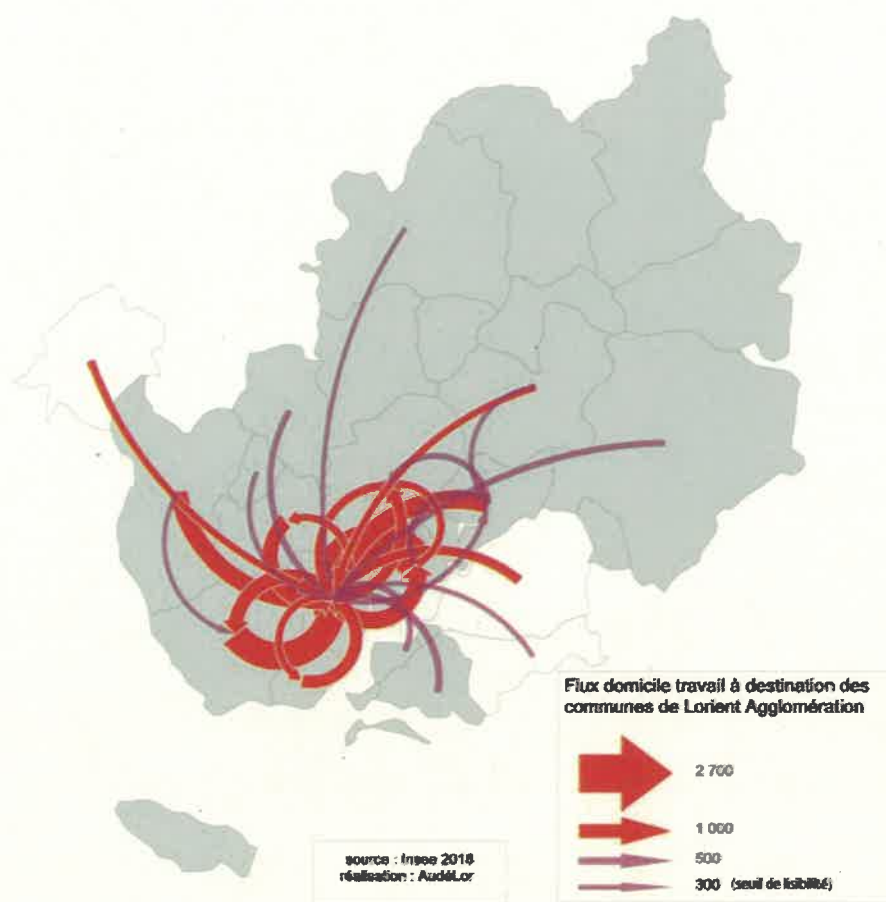 Flux domicile travail à destination des
communes de Lorient Agglomération
2 700
1 000
500
300 (seuil de lisibilité)
source : Insee 2018
réalisation : AudéLor